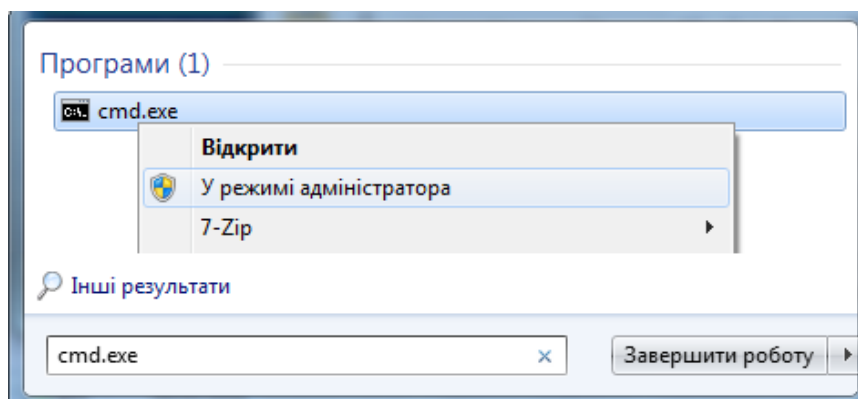 Програми (1)
cmd.exe
Відкрити
У режимі адміністратора
7-Zip
Інші результати
cmd.exe
Завершити роботу